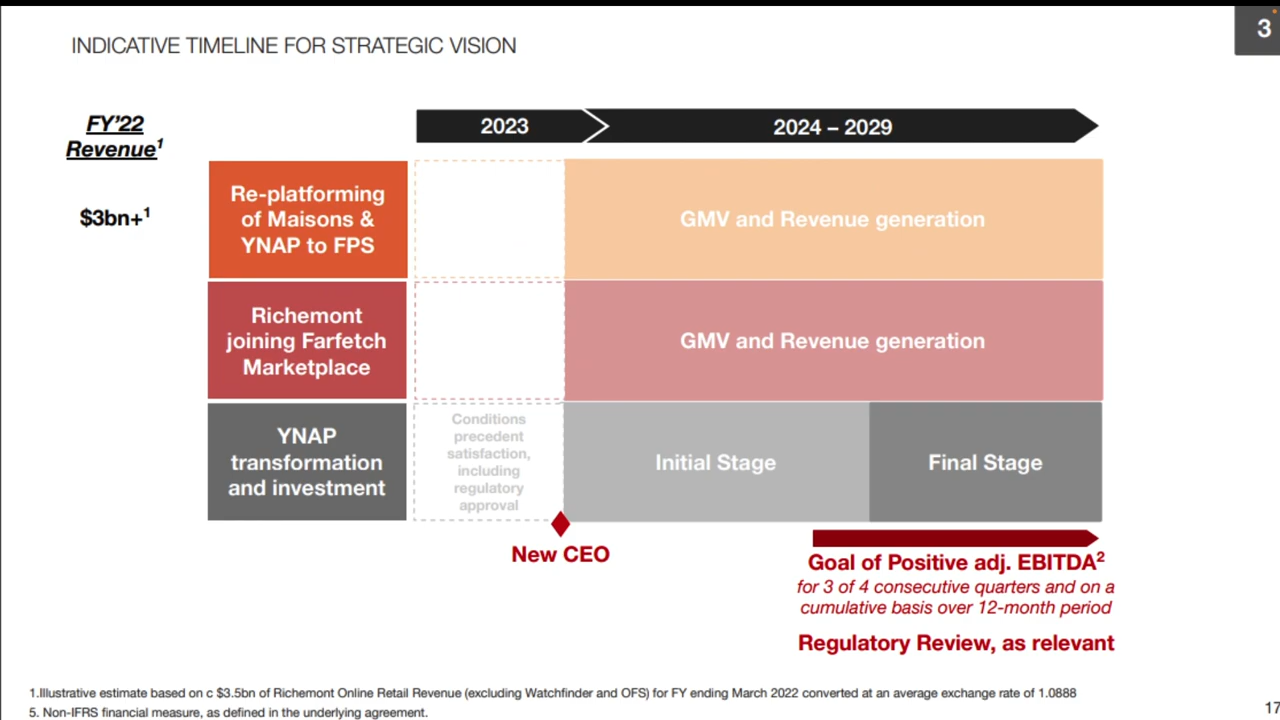 3
INDICATIVE TIMELINE FOR STRATEGIC VISION
FY’22
Revenue¹
2023
2024 – 2029
$3bn+¹
Re-platforming
of Maisons &
YNAP to FPS
GMV and Revenue generation
Richemont
joining Farfetch
Marketplace
GMV and Revenue generation
YNAP
transformation
and investment
Conditions
precedent
satisfaction,
including
regulatory
approval
Initial Stage
Final Stage
New CEO
Goal of Positive adj. EBITDA²
for 3 of 4 consecutive quarters and on a
cumulative basis over 12-month period
Regulatory Review, as relevant
1.Illustrative estimate based on c $3.5bn of Richemont Online Retail Revenue (excluding Watchfinder and OFS) for FY ending March 2022 converted at an average exchange rate of 1.0888
5. Non-IFRS financial measure, as defined in the underlying agreement.
17